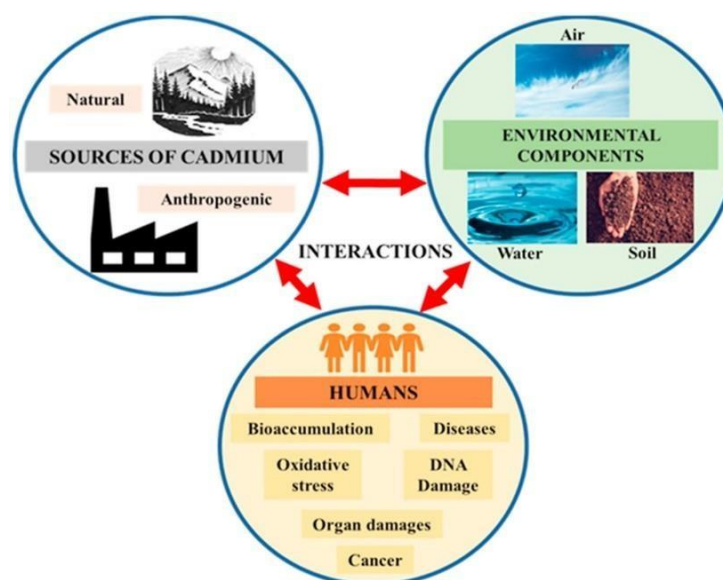 Natural
SOURCES OF CADMIUM
Anthropogenic
Air
ENVIRONMENTAL
COMPONENTS
Water
Soil
INTERACTIONS
HUMANS
Bioaccumulation
Diseases
Oxidative
stress
DNA
Damage
Organ damages
Cancer